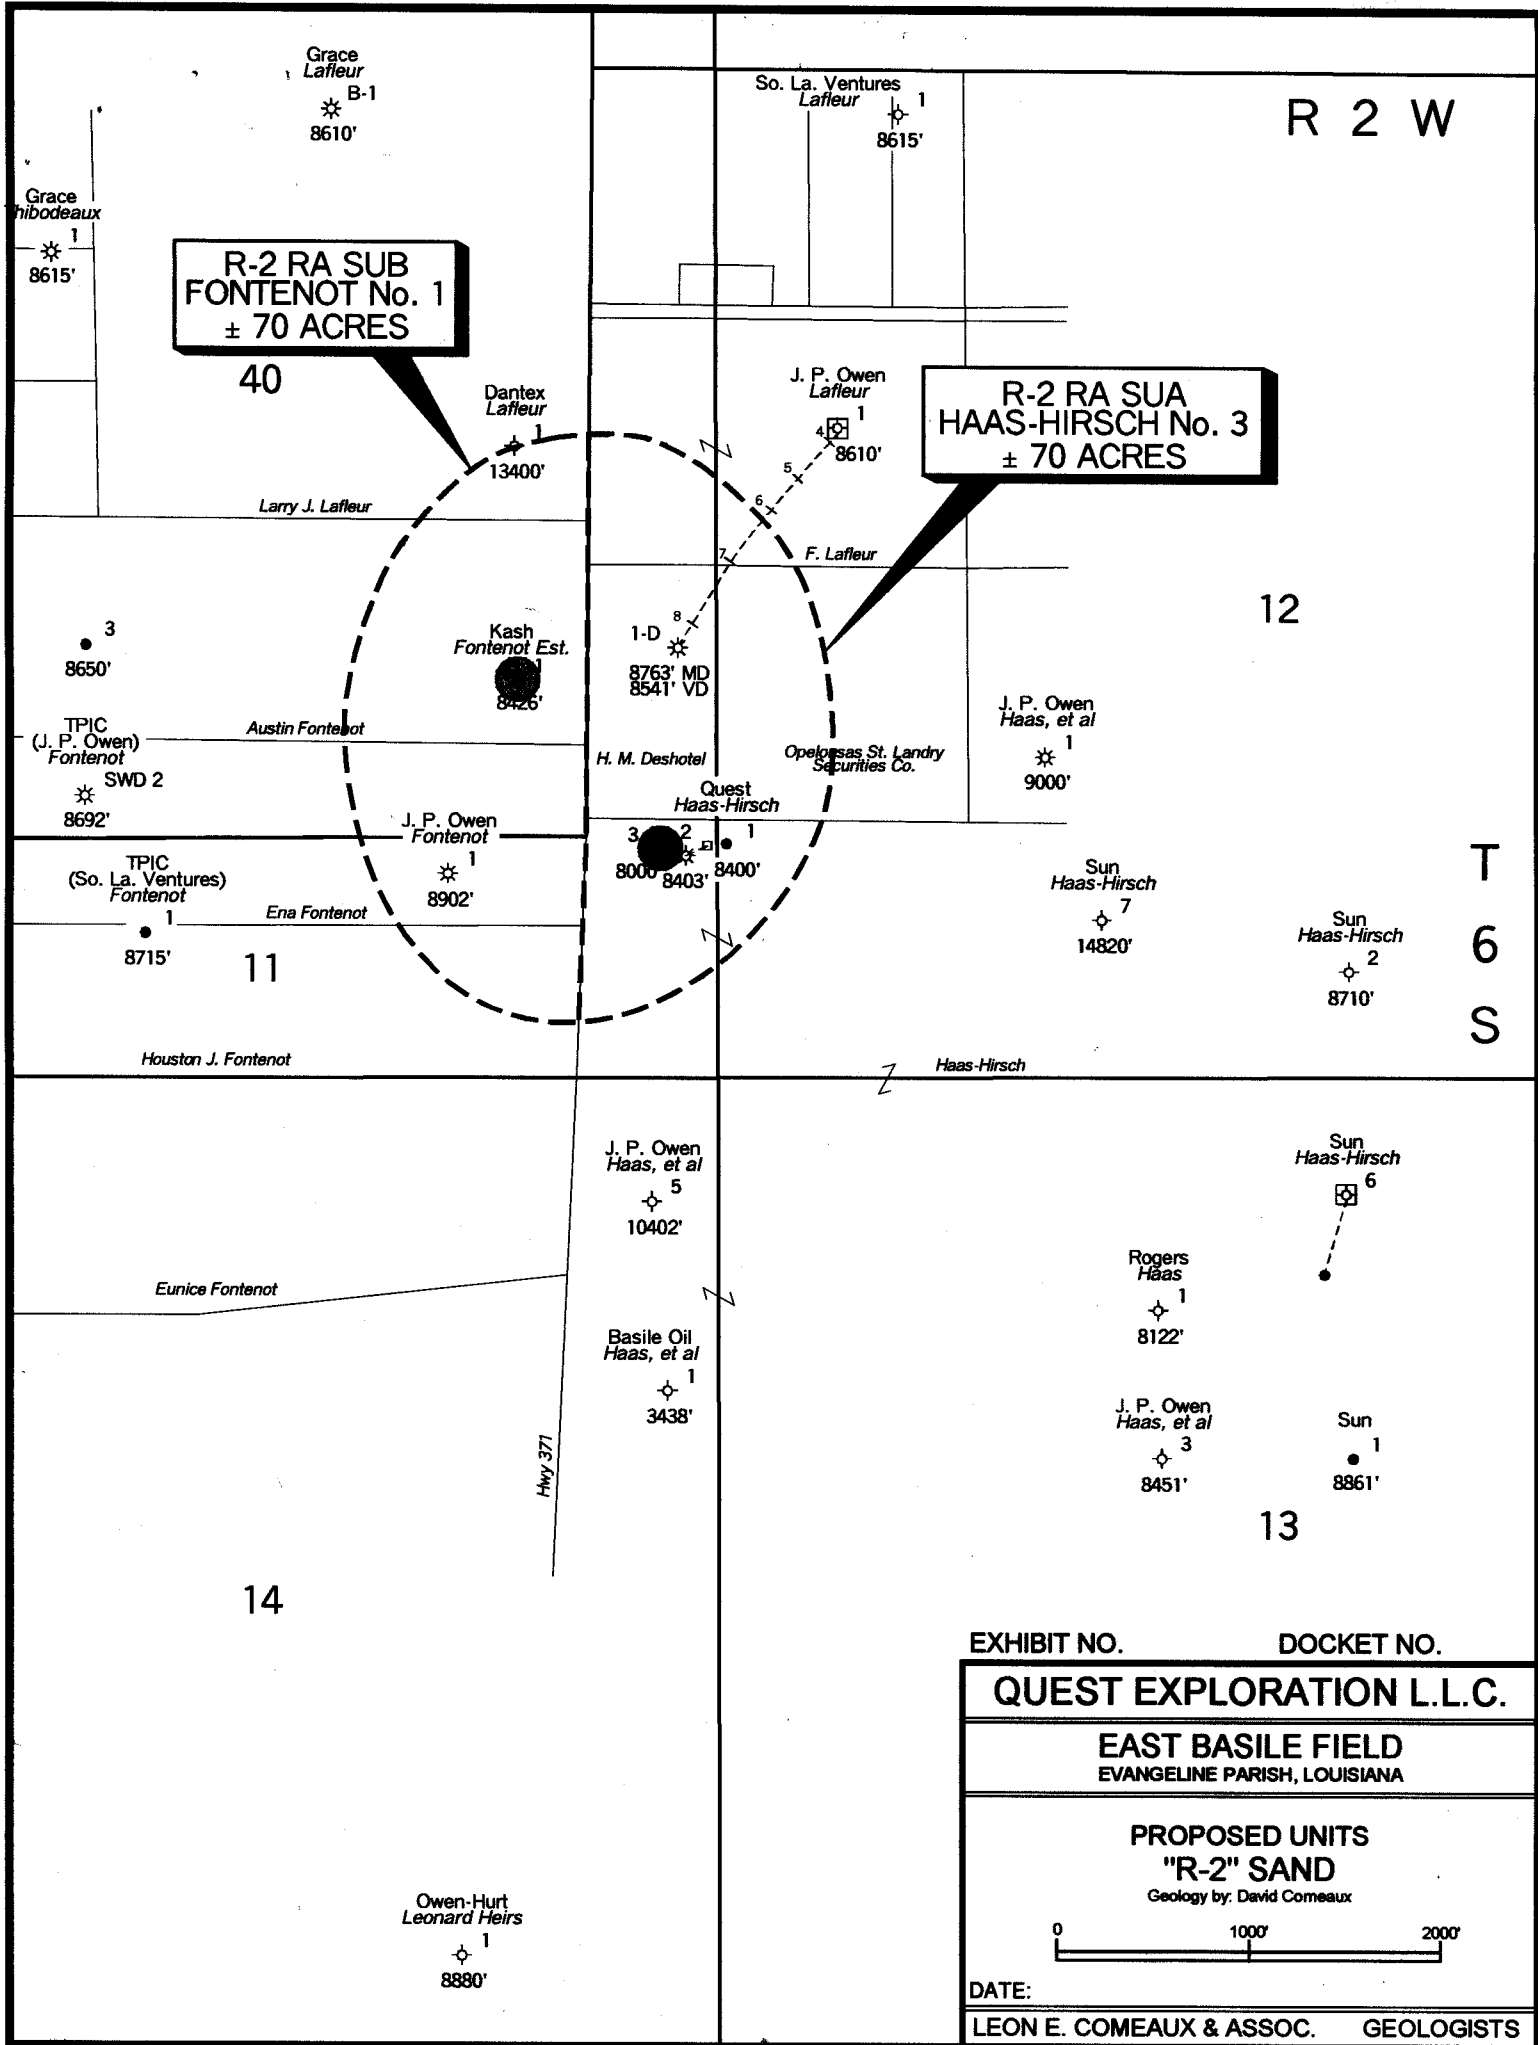 Grace
Lafleur
B-1
8610'
So. La. Ventures
Lafleur
1
8615'
R 2 W
Grace
hibodeaux
1
8615'
R-2 RA SUB
FONTENOT No. 1
± 70 ACRES
40
Dantex
Lafleur
1
13400'
J. P. Owen
Lafleur
1
8610'
4
5
6
7
8
R-2 RA SUA
HAAS-HIRSCH No. 3
± 70 ACRES
Larry J. Lafleur
F. Lafleur
12
3
8650'
Kash
Fontenot Est.
1
8426'
1-D
8763' MD
8541' VD
TPIC
(J. P. Owen)
Fontenot
SWD 2
8692'
Austin Fontenot
H. M. Deshotel
Opelousas St. Landry
Securities Co.
J. P. Owen
Haas, et al
1
9000'
Quest
Haas-Hirsch
3
2
1
8000
8403'
8400'
J. P. Owen
Fontenot
1
8902'
TPIC
(So. La. Ventures)
Fontenot
1
8715'
Ena Fontenot
11
Sun
Haas-Hirsch
7
14820'
Sun
Haas-Hirsch
2
8710'
T
6
S
Houston J. Fontenot
Haas-Hirsch
J. P. Owen
Haas, et al
5
10402'
Sun
Haas-Hirsch
6
Rogers
Haas
1
8122'
Eunice Fontenot
Basile Oil
Haas, et al
1
3438'
Hwy 371
J. P. Owen
Haas, et al
3
8451'
Sun
1
8861'
13
14
Owen-Hurt
Leonard Heirs
1
8880'
EXHIBIT NO. DOCKET NO.
QUEST EXPLORATION L.L.C.
EAST BASILE FIELD
EVANGELINE PARISH, LOUISIANA
PROPOSED UNITS
"R-2" SAND
Geology by: David Comeaux
0 1000' 2000'
DATE:
LEON E. COMEAUX & ASSOC. GEOLOGISTS